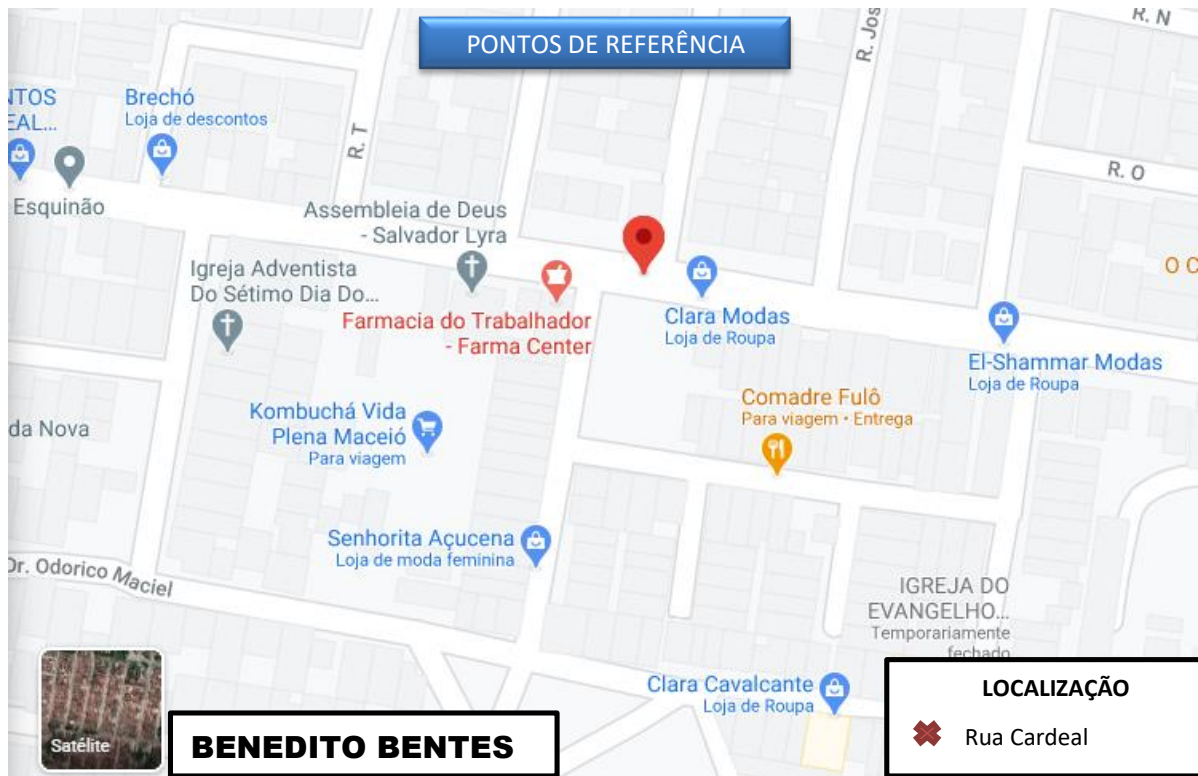 PONTOS DE REFERÊNCIA
R. N
R. Jos
NTOS
EAL...
Brechó
Loja de descontos
R. T
R. O
Esquinão
Assembleia de Deus
- Salvador Lyra
Igreja Adventista
Do Sétimo Dia Do...
O C
Farmacia do Trabalhador
- Farma Center
Clara Modas
Loja de Roupa
El-Shammar Modas
Loja de Roupa
Comadre Fulô
Para viagem · Entrega
Kombuchá Vida
Plena Maceió
Para viagem
da Nova
Senhorita Açucena
Loja de moda feminina
Dr. Odorico Maciel
IGREJA DO
EVANGELHO...
Temporariamente
fechado
Clara Cavalcante
Loja de Roupa
LOCALIZAÇÃO
Rua Cardeal
Satélite
BENEDITO BENTES